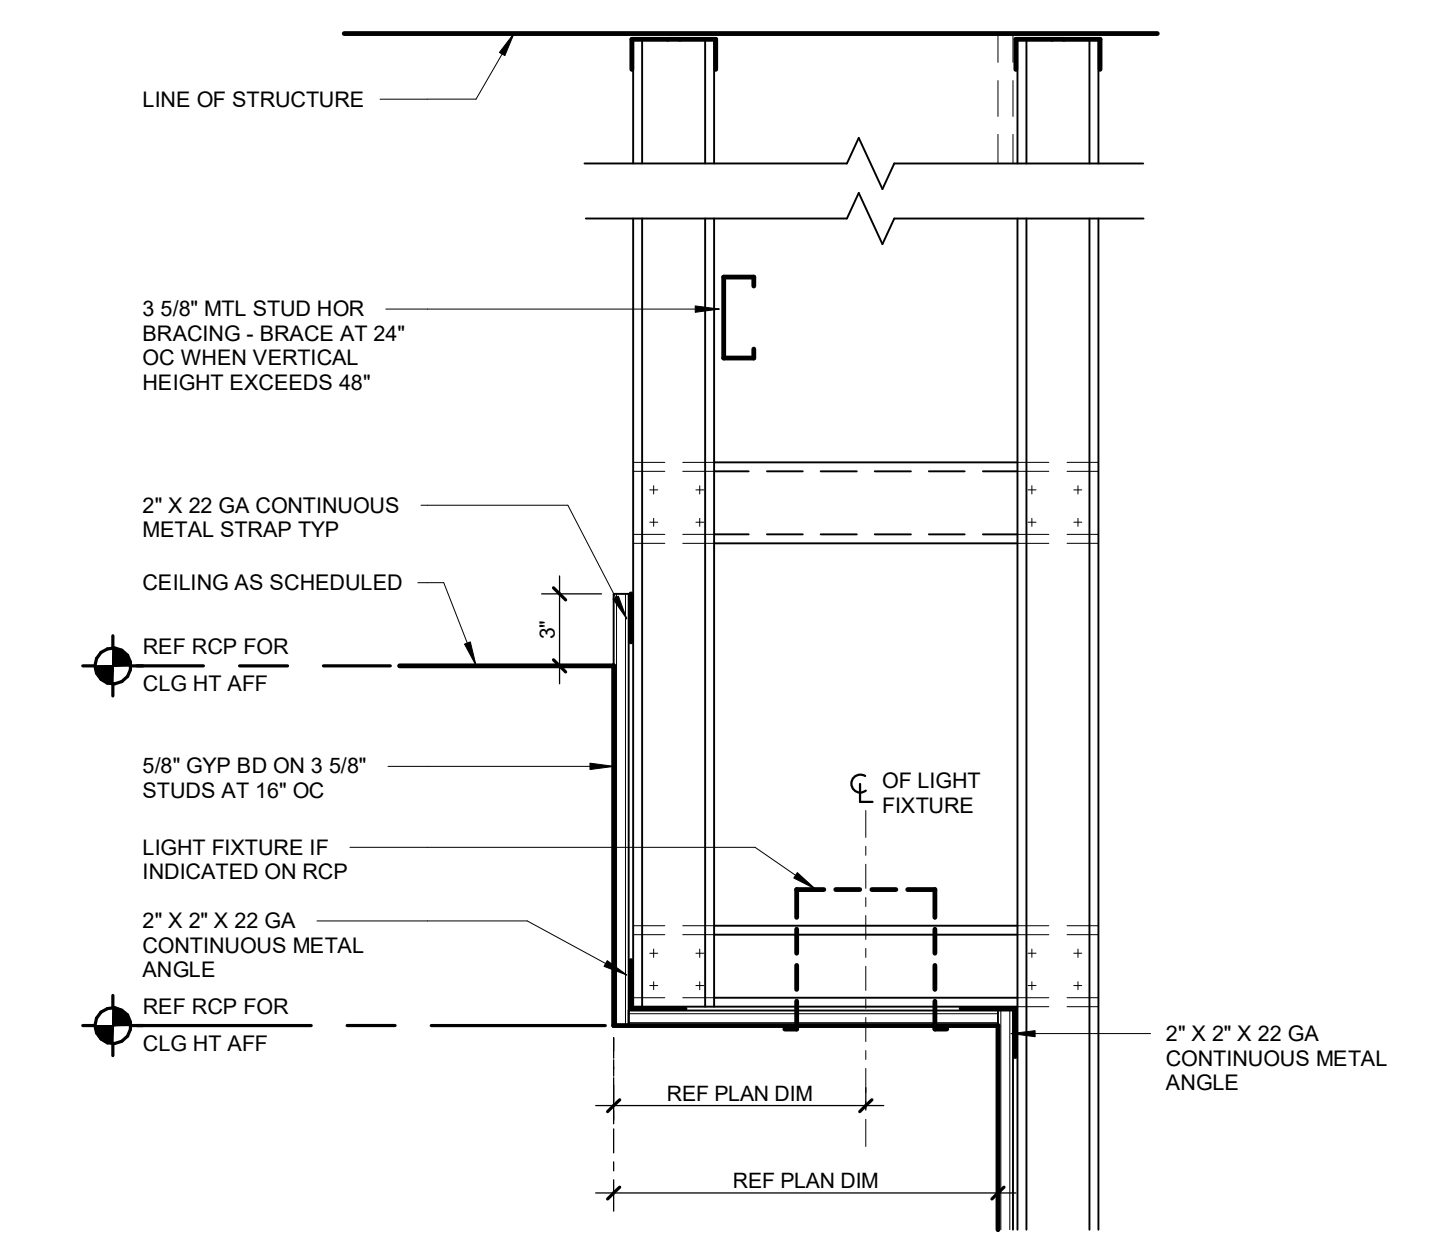 LINE OF STRUCTURE
3 5/8" MTL STUD HOR
BRACING - BRACE AT 24"
OC WHEN VERTICAL
HEIGHT EXCEEDS 48"
2" X 22 GA CONTINUOUS
METAL STRAP TYP
CEILING AS SCHEDULED
3"
REF RCP FOR
CLG HT AFF
5/8" GYP BD ON 3 5/8"
STUDS AT 16" OC
℄ OF LIGHT
FIXTURE
LIGHT FIXTURE IF
INDICATED ON RCP
2" X 2" X 22 GA
CONTINUOUS METAL
ANGLE
REF RCP FOR
CLG HT AFF
2" X 2" X 22 GA
CONTINUOUS METAL
ANGLE
REF PLAN DIM
REF PLAN DIM